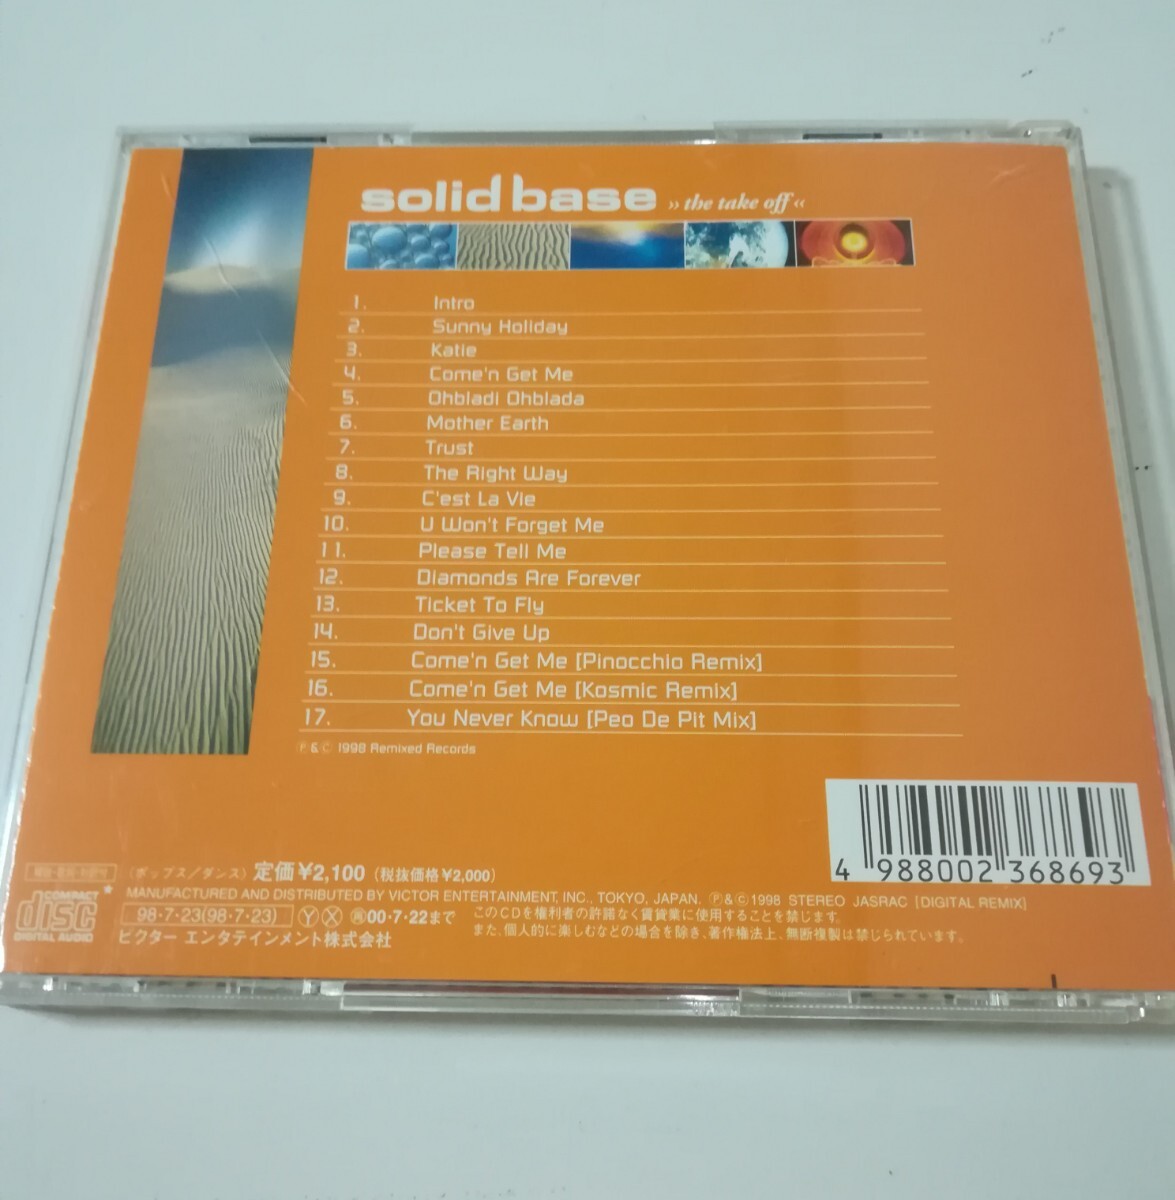 solid base »the take off«
1. Intro
2. Sunny Holiday
3. Katie
4. Come'n Get Me
5. Ohbladi Ohblada
6. Mother Earth
7. Trust
8. The Right Way
9. C'est La Vie
10. U Won't Forget Me
11. Please Tell Me
12. Diamonds Are Forever
13. Ticket To Fly
14. Don't Give Up
15. Come'n Get Me [Pinocchio Remix]
16. Come'n Get Me [Kosmic Remix]
17. You Never Know [Peo De Pit Mix]
Ⓟ & Ⓒ 1998 Remixed Records
4 988002 368693
(ポップス/ダンス) 定価¥2,100 (税抜価格¥2,000)
COMPACT disc DIGITAL AUDIO
MANUFACTURED AND DISTRIBUTED BY VICTOR ENTERTAINMENT, INC., TOKYO, JAPAN. Ⓟ&Ⓒ1998 STEREO JASRAC [DIGITAL REMIX]
98・7・23(98・7・23) Ⓨ Ⓧ ㋐00・7・22まで
このCDを権利者の許諾なく賃貸業に使用することを禁じます。
また、個人的に楽しむなどの場合を除き、著作権法上、無断複製は禁じられています。
ビクター エンタテインメント株式会社